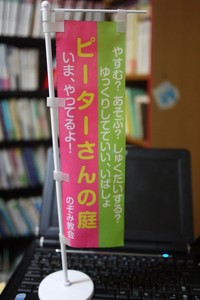 やすむ？あそぶ？しゅくだいする？
ゆっくりしてていい、いばしょ
ピーターさんの庭
いま、やってるよ！
のぞみ教会